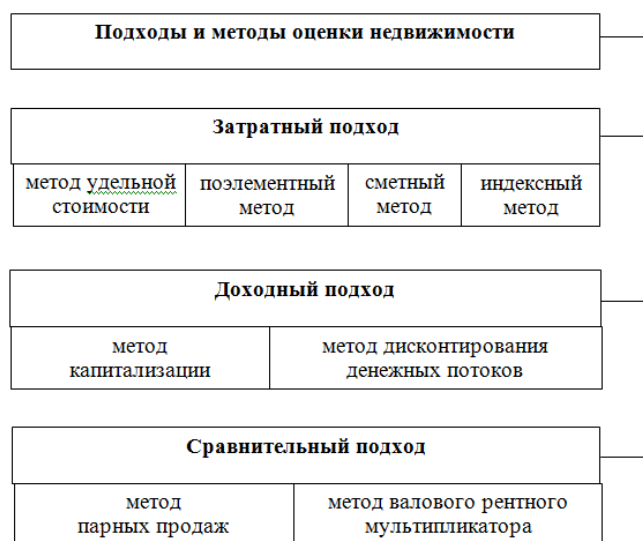 Подходы и методы оценки недвижимости
Затратный подход
метод удельной стоимости
поэлементный метод
сметный метод
индексный метод
Доходный подход
метод капитализации
метод дисконтирования денежных потоков
Сравнительный подход
метод парных продаж
метод валового рентного мультипликатора